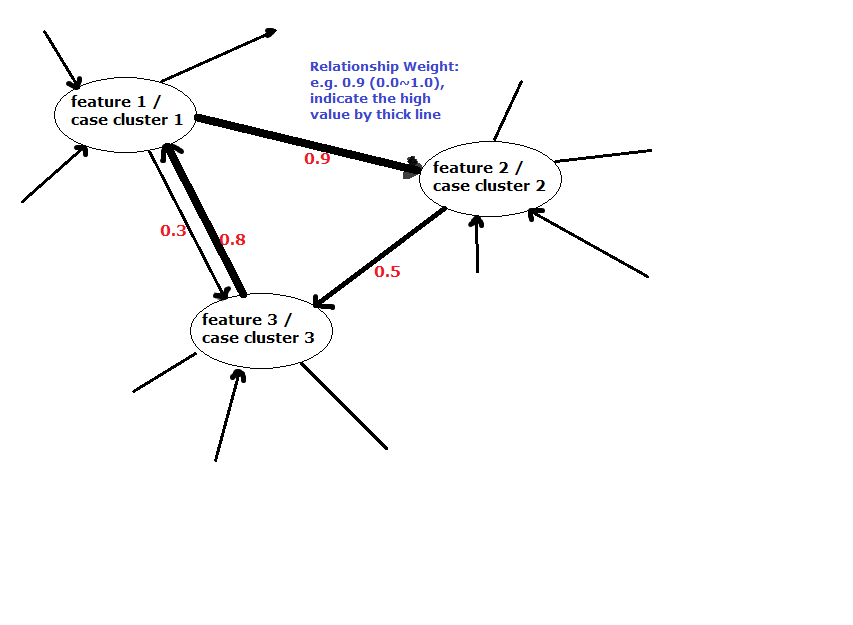 feature 1 /
case cluster 1
Relationship Weight:
e.g. 0.9 (0.0~1.0),
indicate the high
value by thick line
0.9
feature 2 /
case cluster 2
0.3
0.8
0.5
feature 3 /
case cluster 3